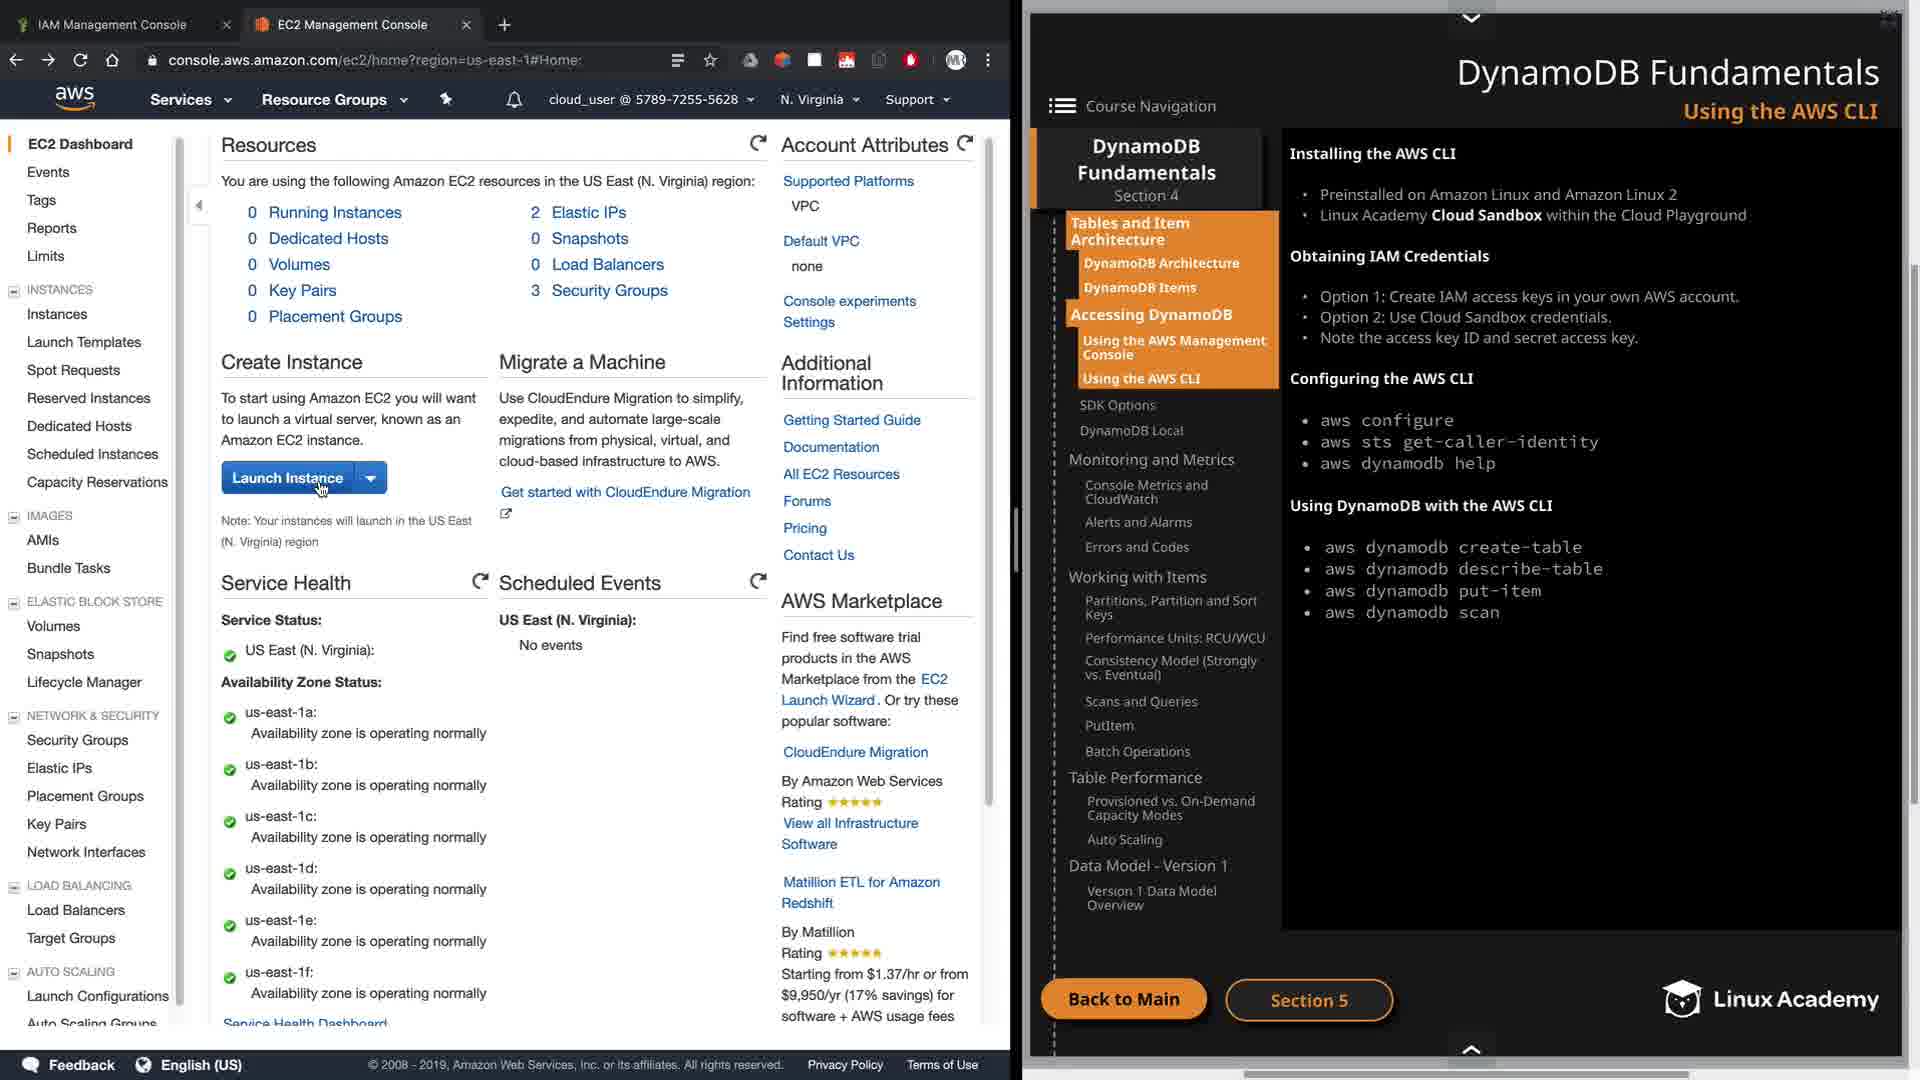 IAM Management Console
EC2 Management Console
console.aws.amazon.com/ec2/home?region=us-east-1#Home:
aws
Services
Resource Groups
cloud_user @ 5789-7255-5628
N. Virginia
Support
EC2 Dashboard
Events
Tags
Reports
Limits
INSTANCES
Instances
Launch Templates
Spot Requests
Reserved Instances
Dedicated Hosts
Scheduled Instances
Capacity Reservations
IMAGES
AMIs
Bundle Tasks
ELASTIC BLOCK STORE
Volumes
Snapshots
Lifecycle Manager
NETWORK & SECURITY
Security Groups
Elastic IPs
Placement Groups
Key Pairs
Network Interfaces
LOAD BALANCING
Load Balancers
Target Groups
AUTO SCALING
Launch Configurations
Auto Scaling Groups
Resources
You are using the following Amazon EC2 resources in the US East (N. Virginia) region:
0 Running Instances
2 Elastic IPs
0 Dedicated Hosts
0 Snapshots
0 Volumes
0 Load Balancers
0 Key Pairs
3 Security Groups
0 Placement Groups
Create Instance
To start using Amazon EC2 you will want
to launch a virtual server, known as an
Amazon EC2 instance.
Launch Instance
Note: Your instances will launch in the US East
(N. Virginia) region
Migrate a Machine
Use CloudEndure Migration to simplify,
expedite, and automate large-scale
migrations from physical, virtual, and
cloud-based infrastructure to AWS.
Get started with CloudEndure Migration
Service Health
Service Status:
US East (N. Virginia):
Availability Zone Status:
us-east-1a:
Availability zone is operating normally
us-east-1b:
Availability zone is operating normally
us-east-1c:
Availability zone is operating normally
us-east-1d:
Availability zone is operating normally
us-east-1e:
Availability zone is operating normally
us-east-1f:
Availability zone is operating normally
Service Health Dashboard
Scheduled Events
US East (N. Virginia):
No events
Account Attributes
Supported Platforms
VPC
Default VPC
none
Console experiments
Settings
Additional
Information
Getting Started Guide
Documentation
All EC2 Resources
Forums
Pricing
Contact Us
AWS Marketplace
Find free software trial
products in the AWS
Marketplace from the EC2
Launch Wizard. Or try these
popular software:
CloudEndure Migration
By Amazon Web Services
Rating
View all Infrastructure
Software
Matillion ETL for Amazon
Redshift
By Matillion
Rating
Starting from $1.37/hr or from
$9,950/yr (17% savings) for
software + AWS usage fees
Feedback
English (US)
© 2008 - 2019, Amazon Web Services, Inc. or its affiliates. All rights reserved.
Privacy Policy
Terms of Use
DynamoDB Fundamentals
Using the AWS CLI
Course Navigation
DynamoDB
Fundamentals
Section 4
Tables and Item
Architecture
DynamoDB Architecture
DynamoDB Items
Accessing DynamoDB
Using the AWS Management
Console
Using the AWS CLI
SDK Options
DynamoDB Local
Monitoring and Metrics
Console Metrics and
CloudWatch
Alerts and Alarms
Errors and Codes
Working with Items
Partitions, Partition and Sort
Keys
Performance Units: RCU/WCU
Consistency Model (Strongly
vs. Eventual)
Scans and Queries
PutItem
Batch Operations
Table Performance
Provisioned vs. On-Demand
Capacity Modes
Auto Scaling
Data Model - Version 1
Version 1 Data Model
Overview
Installing the AWS CLI
• Preinstalled on Amazon Linux and Amazon Linux 2
• Linux Academy Cloud Sandbox within the Cloud Playground
Obtaining IAM Credentials
• Option 1: Create IAM access keys in your own AWS account.
• Option 2: Use Cloud Sandbox credentials.
• Note the access key ID and secret access key.
Configuring the AWS CLI
• aws configure
• aws sts get-caller-identity
• aws dynamodb help
Using DynamoDB with the AWS CLI
• aws dynamodb create-table
• aws dynamodb describe-table
• aws dynamodb put-item
• aws dynamodb scan
Back to Main
Section 5
Linux Academy